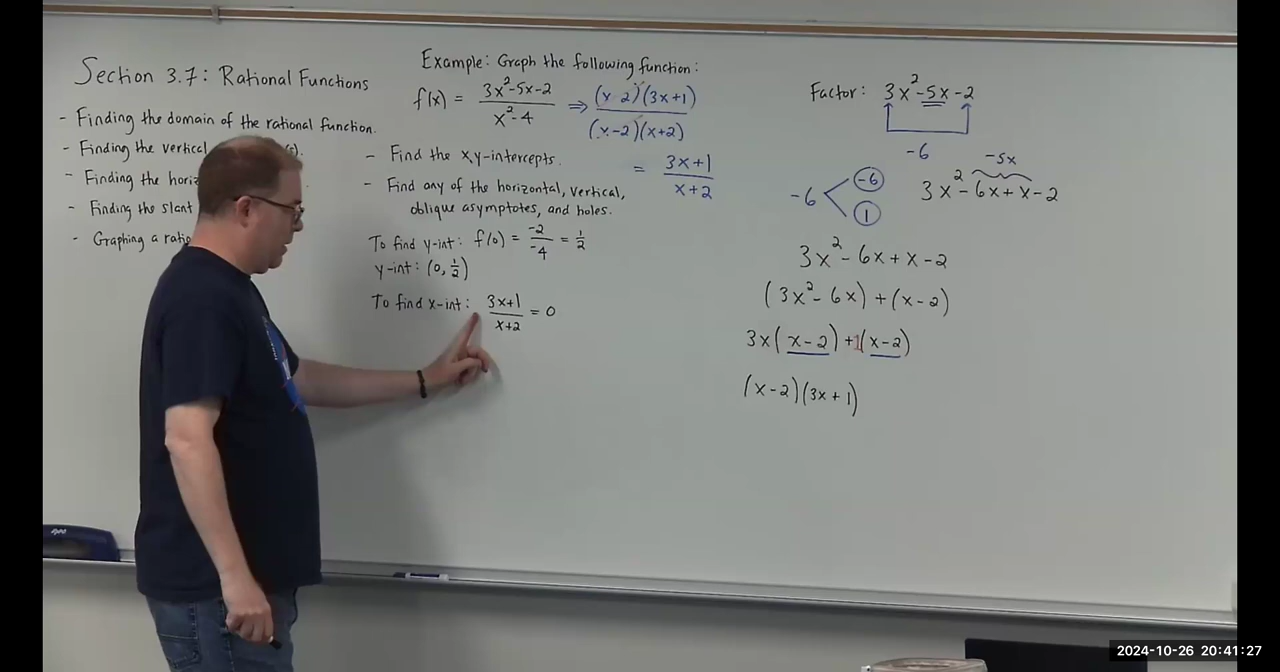 Section 3.7: Rational Functions
- Finding the domain of the rational function.
- Finding the vertical
- Finding the
- Finding the slant
- Graphing a
Example: Graph the following function:
f(x) = (3x²-5x-2)/(x²-4) ⇒ (x-2)(3x+1)/(x-2)(x+2)
= (3x+1)/(x+2)
- Find the x,y-intercepts.
- Find any of the horizontal, vertical,
oblique asymptotes, and holes.
To find y-int: f(0) = -2/-4 = 1/2
y-int: (0, 1/2)
To find x-int: (3x+1)/(x+2) = 0
Factor: 3x²-5x-2
-6
-6 < -6
1
-5x
3x²-6x+x-2
3x²-6x+x-2
(3x²-6x)+(x-2)
3x(x-2)+1(x-2)
(x-2)(3x+1)
expo
2024-10-26 20:41:27